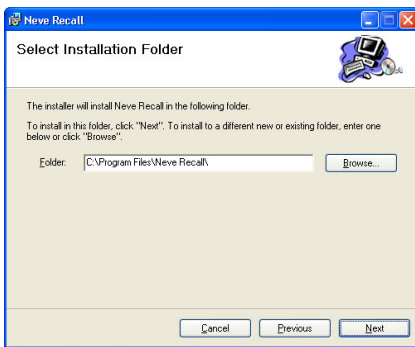 Neve Recall
Select Installation Folder
The installer will install Neve Recall in the following folder.
To install in this folder, click "Next". To install to a different new or existing folder, enter one
below or click "Browse".
Folder: C:\Program Files\Neve Recall\ Browse...
Cancel Previous Next